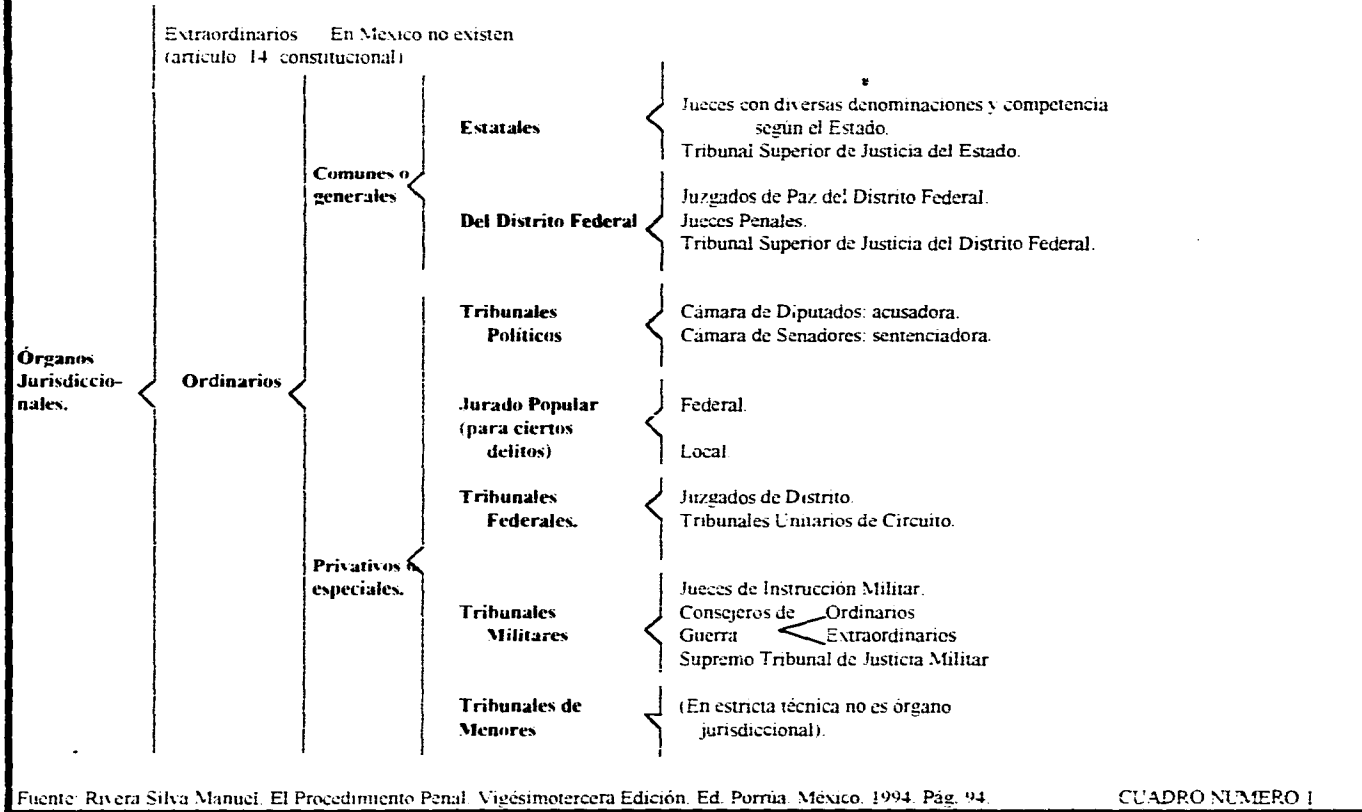 Extraordinarios En Mexico no existen
(articulo 14 constitucional)
Órganos
Jurisdiccio-
nales.
Ordinarios
Comunes o
generales
Estatales
Jueces con diversas denominaciones y competencia
según el Estado.
Tribunal Superior de Justicia del Estado.
Del Distrito Federal
Juzgados de Paz del Distrito Federal.
Jueces Penales.
Tribunal Superior de Justicia del Distrito Federal.
Privativos o
especiales.
Tribunales
Políticos
Cámara de Diputados: acusadora.
Cámara de Senadores: sentenciadora.
Jurado Popular
(para ciertos
delitos)
Federal.
Local.
Tribunales
Federales.
Juzgados de Distrito.
Tribunales Unitarios de Circuito.
Tribunales
Militares
Jueces de Instrucción Militar.
Consejeros de Ordinarios
Guerra Extraordinarios
Supremo Tribunal de Justicia Militar
Tribunales de
Menores
(En estricta técnica no es órgano
jurisdiccional).
Fuente: Rivera Silva Manuel. El Procedimiento Penal. Vigésimotercera Edición. Ed. Porrúa. México. 1994. Pág. 94. CUADRO NUMERO 1